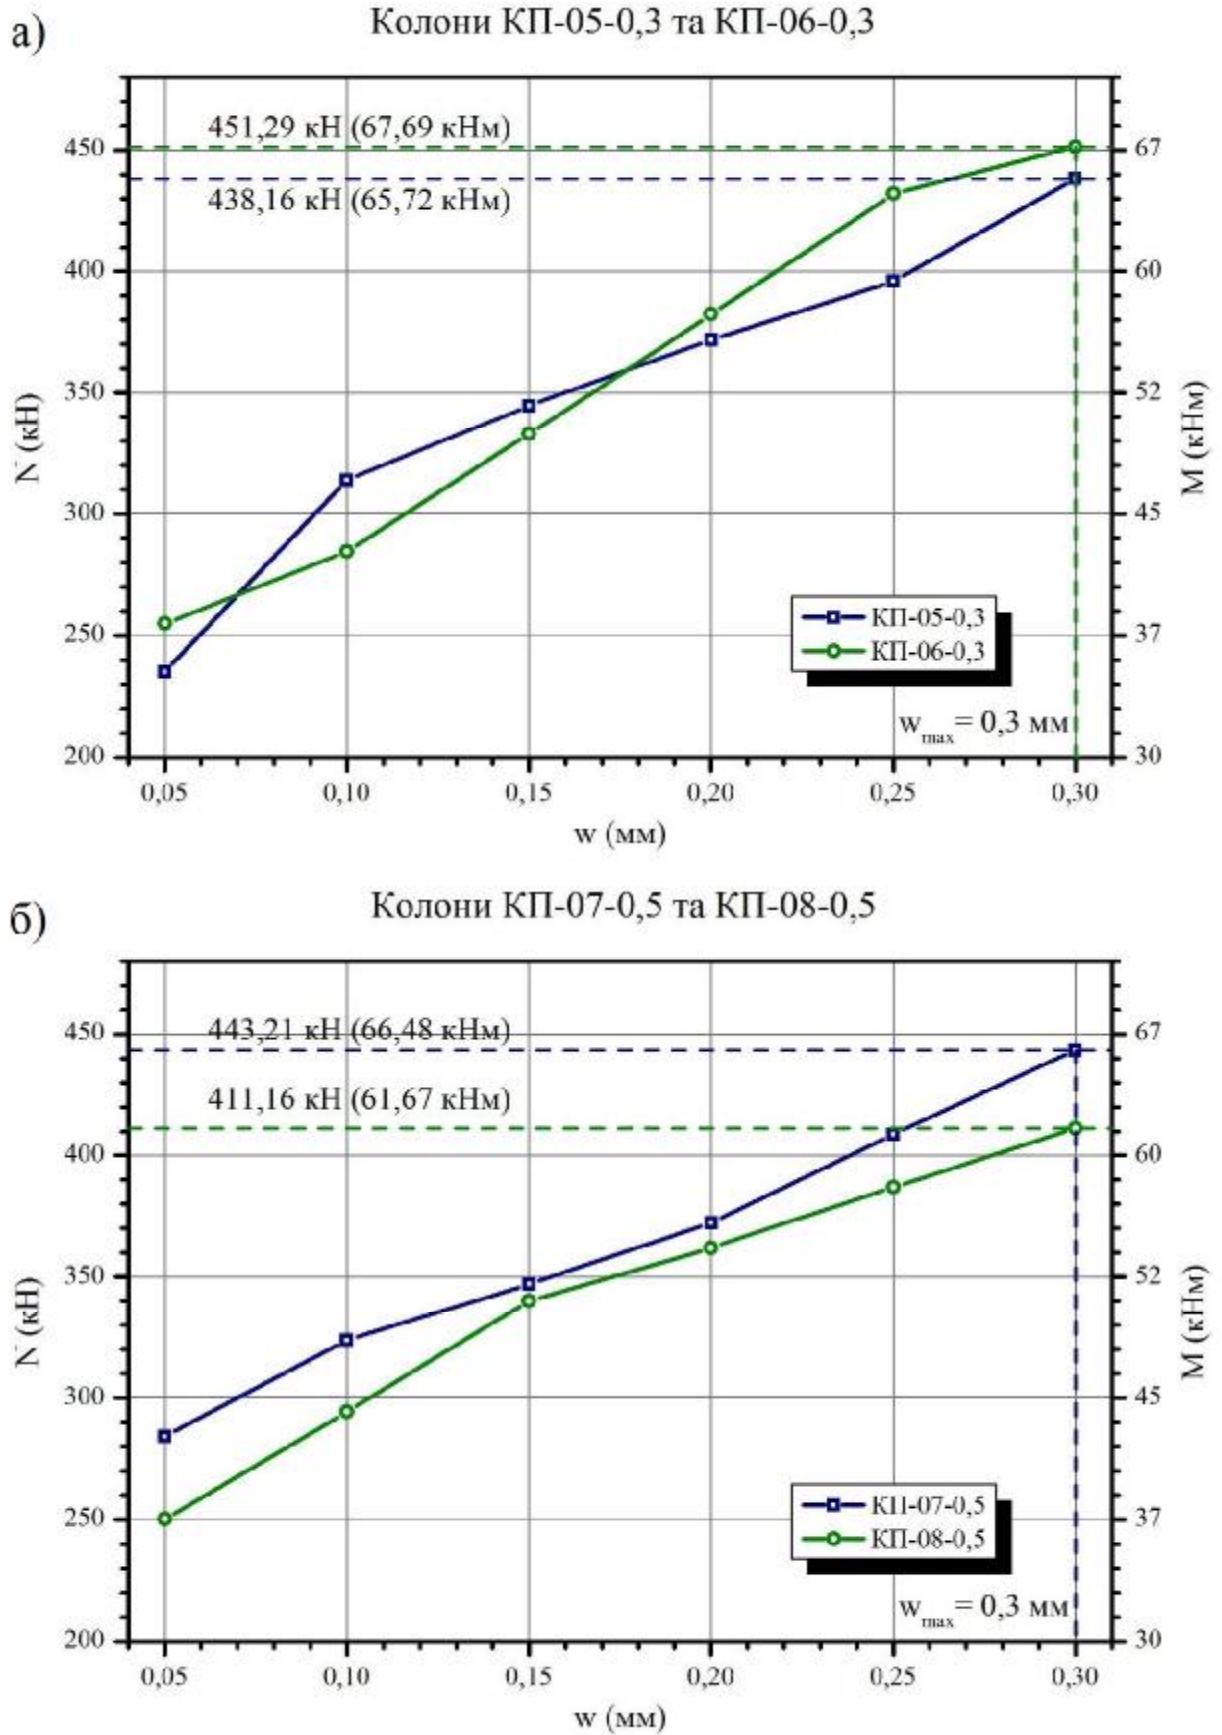 а)
Колони КП-05-0,3 та КП-06-0,3
451,29 кН (67,69 кНм)
438,16 кН (65,72 кНм)
450
400
350
300
250
200
N (кН)
67
60
52
45
37
30
М (кНм)
КП-05-0,3
КП-06-0,3
wmax= 0,3 мм
0,05 0,10 0,15 0,20 0,25 0,30
w (мм)
б)
Колони КП-07-0,5 та КП-08-0,5
443,21 кН (66,48 кНм)
411,16 кН (61,67 кНм)
450
400
350
300
250
200
N (кН)
67
60
52
45
37
30
М (кНм)
КП-07-0,5
КП-08-0,5
wmax= 0,3 мм
0,05 0,10 0,15 0,20 0,25 0,30
w (мм)